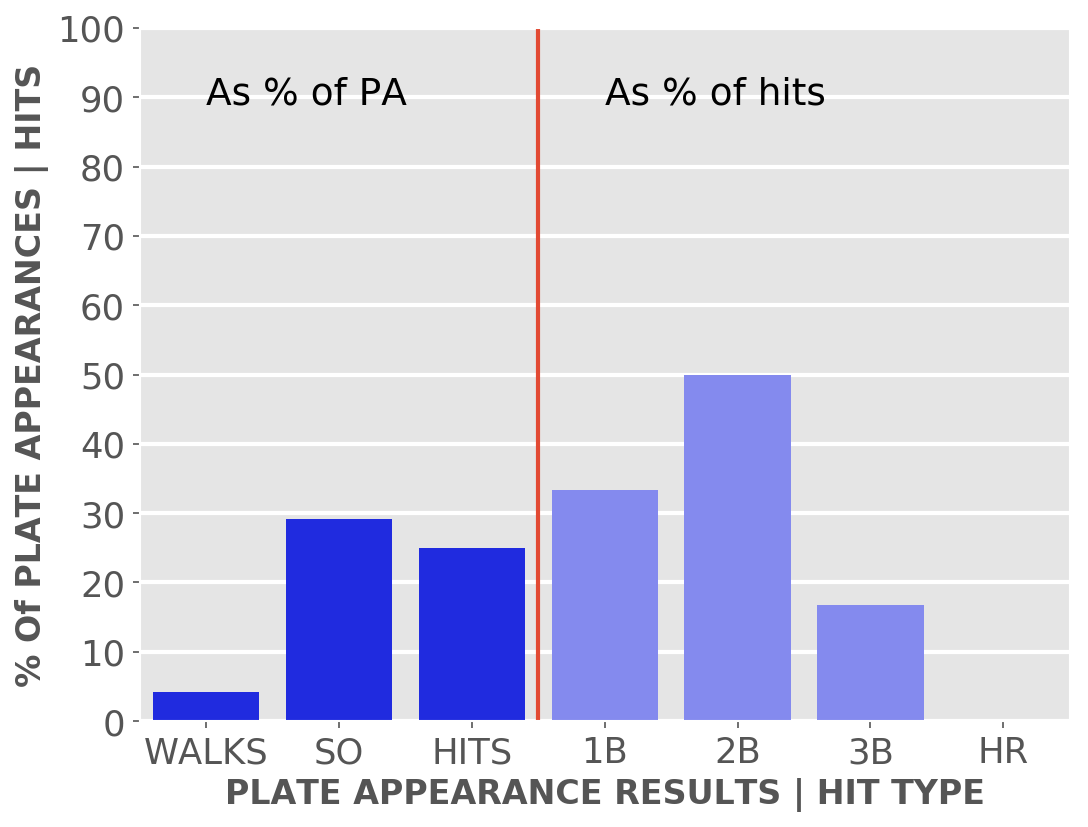 % Of PLATE APPEARANCES | HITS
100
90
80
70
60
50
40
30
20
10
0
As % of PA
As % of hits
WALKS SO HITS 1B 2B 3B HR
PLATE APPEARANCE RESULTS | HIT TYPE